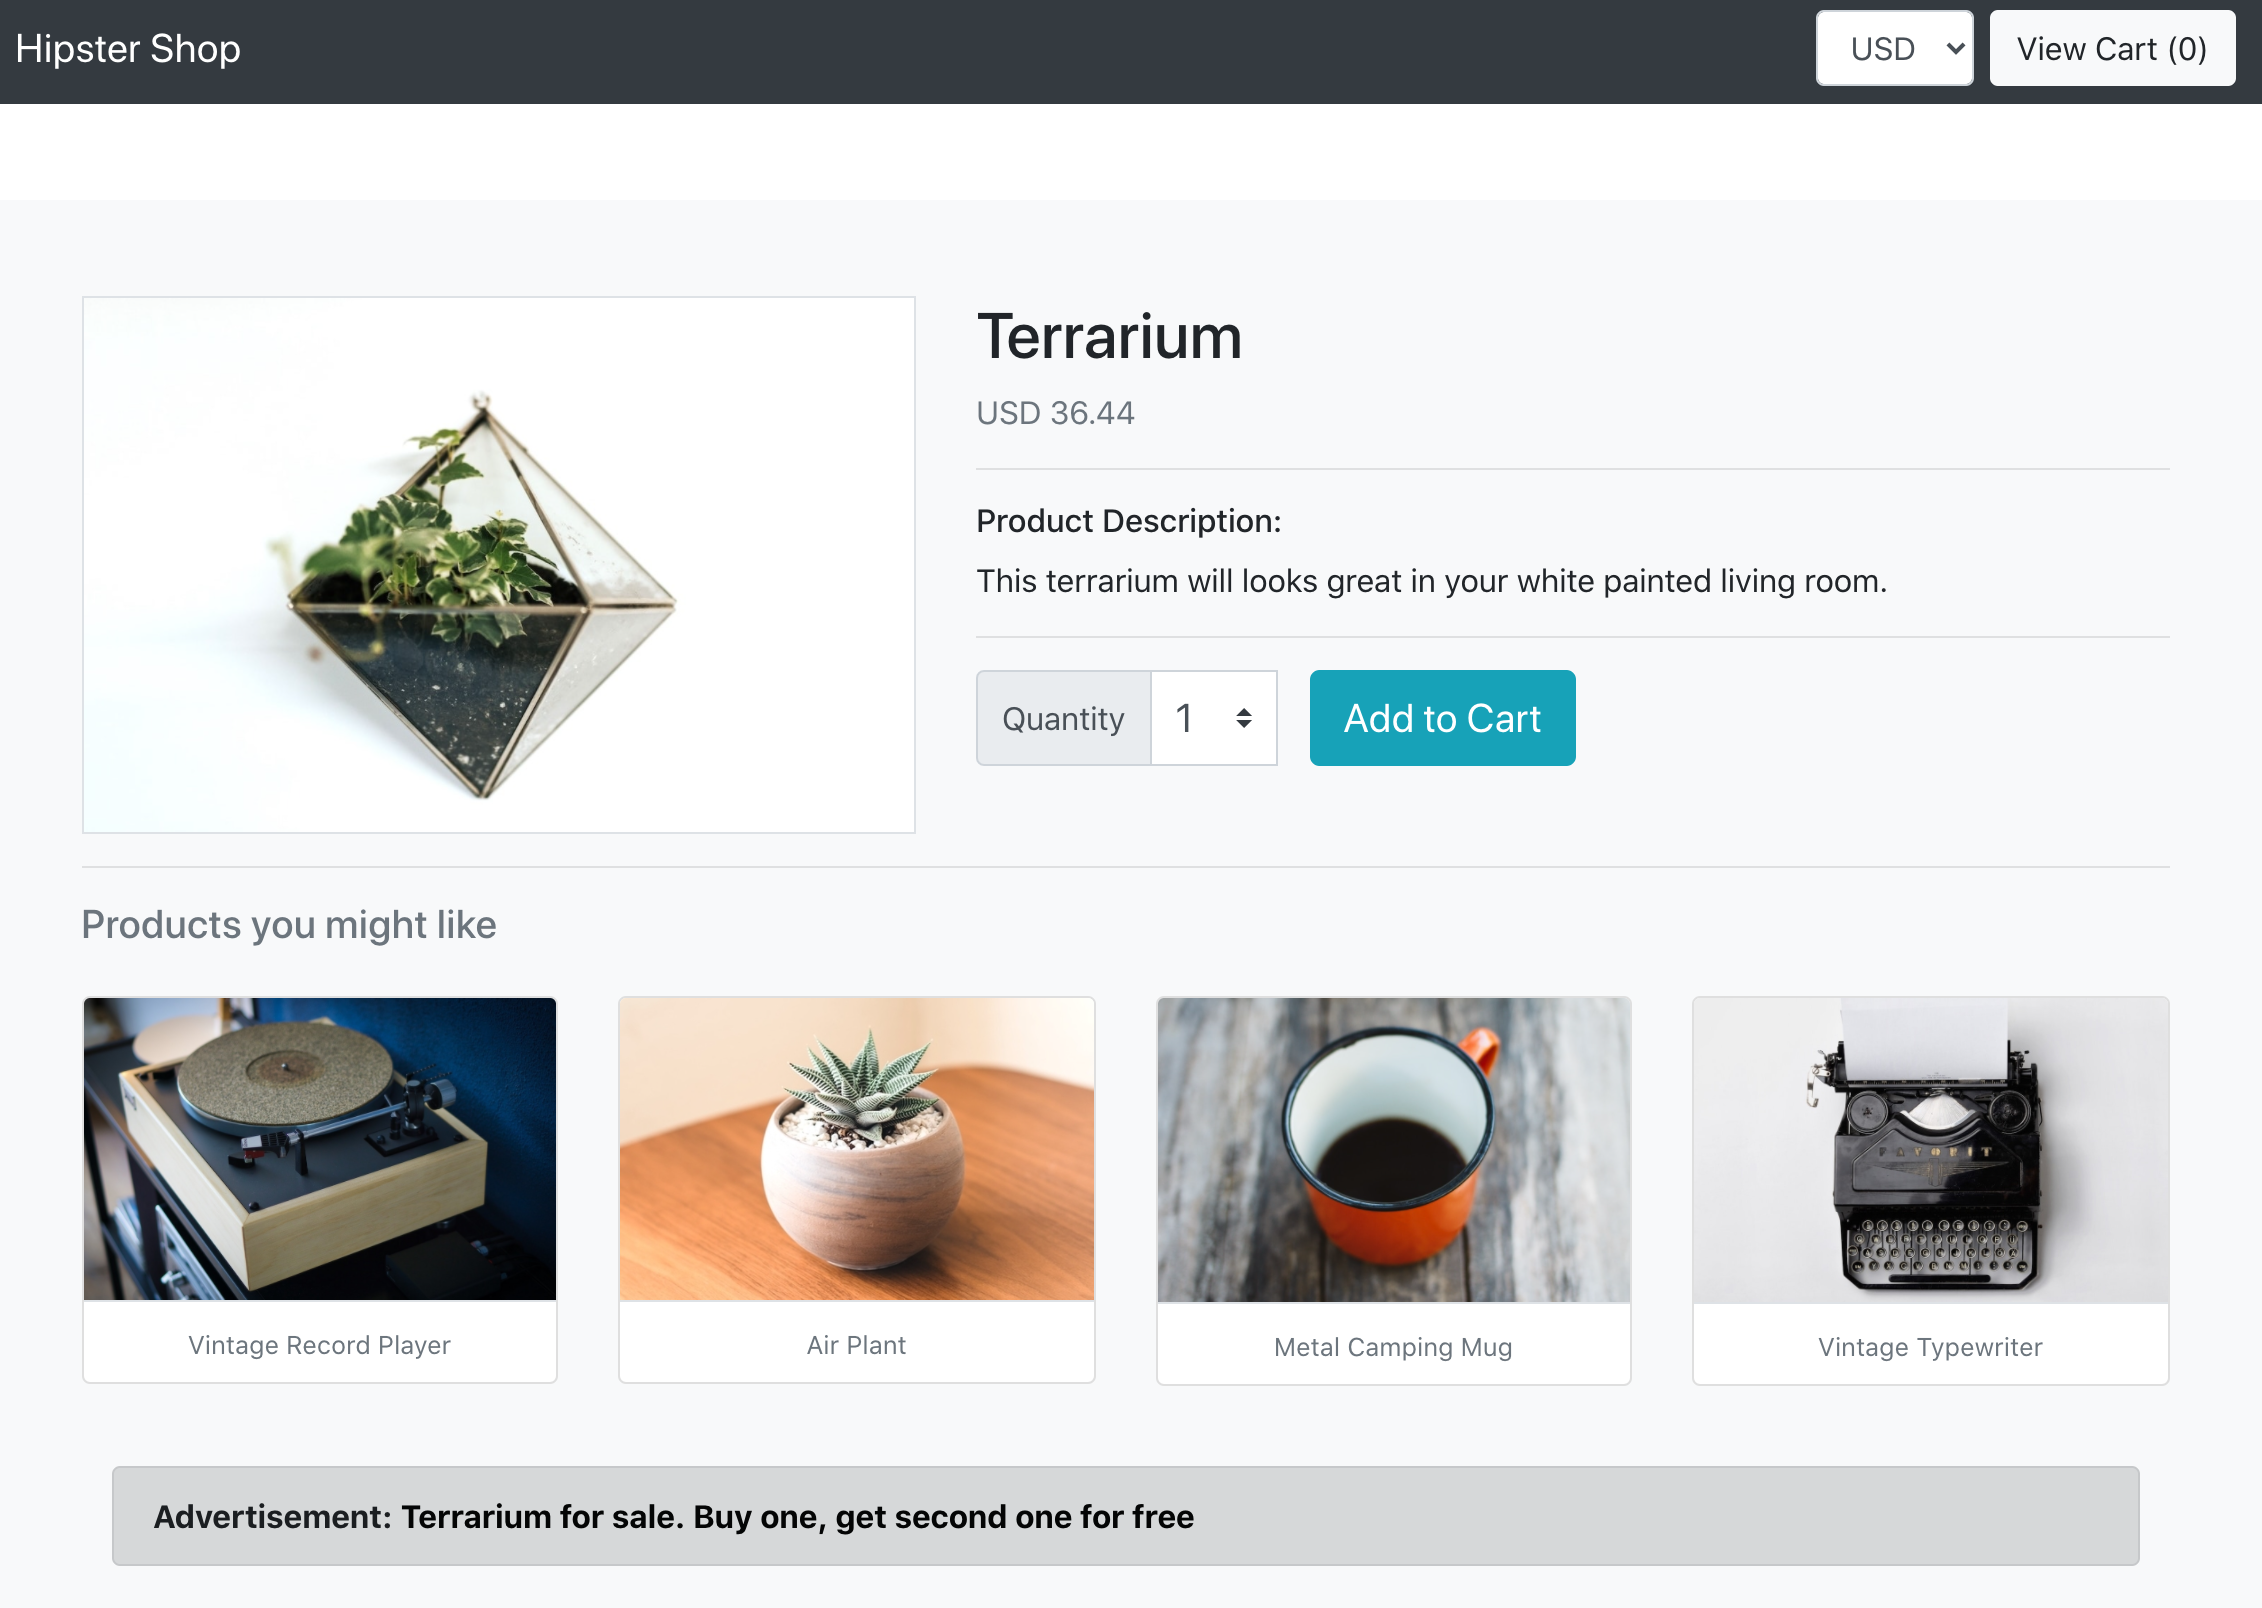 Hipster Shop
USD
View Cart (0)
Terrarium
USD 36.44
Product Description:
This terrarium will looks great in your white painted living room.
Quantity
1
Add to Cart
Products you might like
FAVORIT
Vintage Record Player
Air Plant
Metal Camping Mug
Vintage Typewriter
Advertisement: Terrarium for sale. Buy one, get second one for free